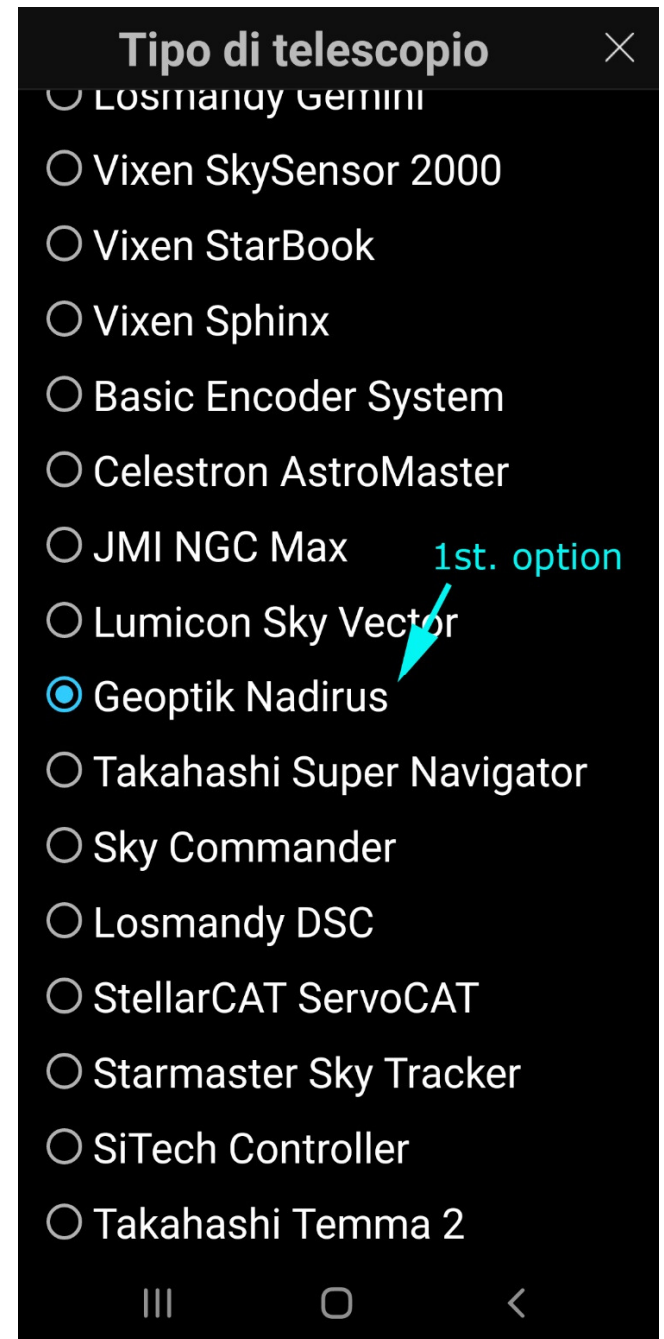 Tipo di telescopio
Losmandy Gemini
Vixen SkySensor 2000
Vixen StarBook
Vixen Sphinx
Basic Encoder System
Celestron AstroMaster
JMI NGC Max
1st. option
Lumicon Sky Vector
Geoptik Nadirus
Takahashi Super Navigator
Sky Commander
Losmandy DSC
StellarCAT ServoCAT
Starmaster Sky Tracker
SiTech Controller
Takahashi Temma 2